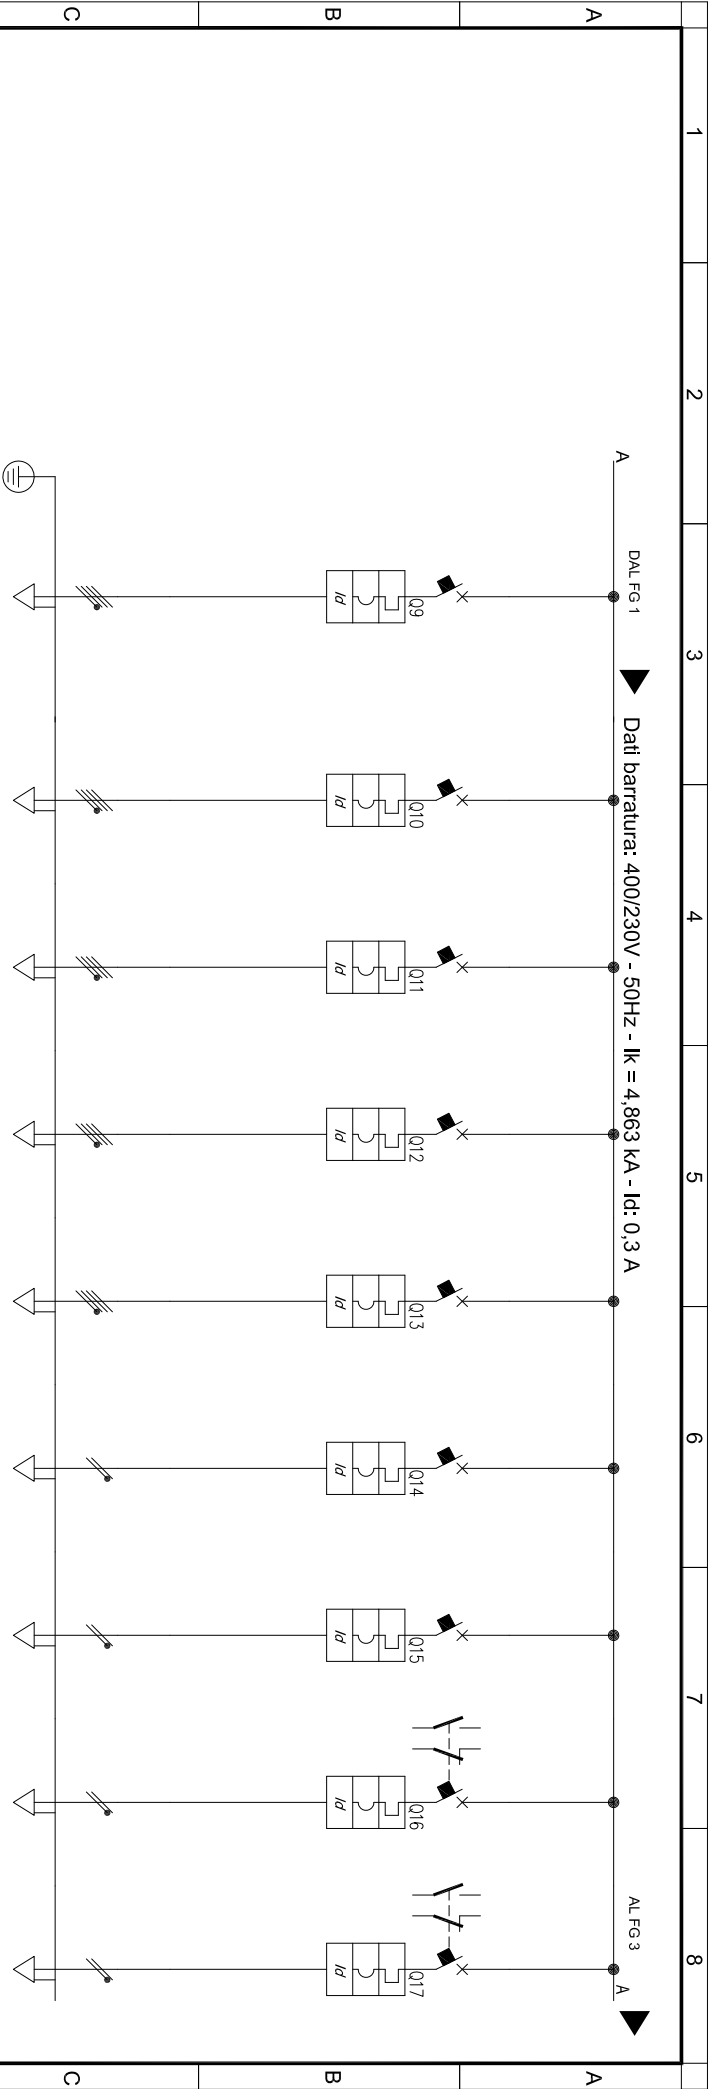 1 2 3 4 5 6 7 8
A A
DAL FG 1
Dati barratura: 400/230V - 50Hz - Ik = 4,863 kA - Id: 0,3 A
AL FG 3
A A
B B
Q9 Q10 Q11 Q12 Q13 Q14 Q15 Q16 Q17
Id Id Id Id Id Id Id Id Id
C C